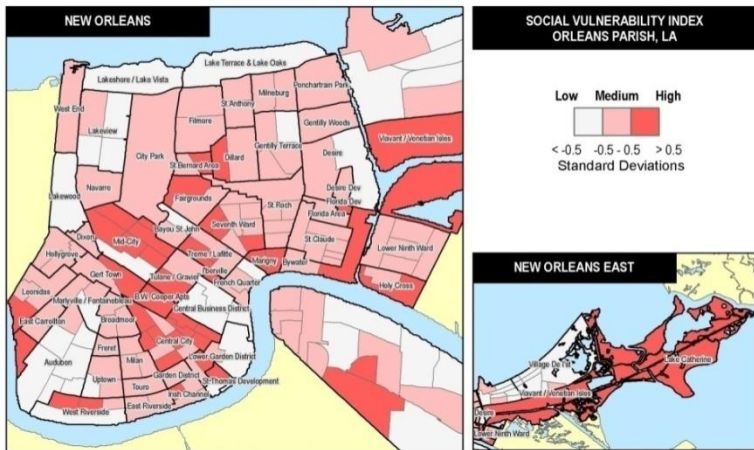 NEW ORLEANS
Lake Terrace & Lake Oaks
Lakeshore / Lake Vista
Ponchartrain Park
Milneburg
St.Anthony
West End
Filmore
Gentilly Woods
Lakeview
City Park
Gentilly Terrace
Viavant / Venetian Isles
Dillard
Desire
St.Bernard Area
Navarre
Desire Dev
Lakewood
Fairgrounds
Florida Dev
St.Roch
Florida Area
Bayou St.John
Seventh Ward
Dixon
Mid-City
St.Claude
Lower Ninth Ward
Hollygrove
Treme / Lafitte
Marigny
Bywater
Gert Town
Tulane / Gravier
Iberville
French Quarter
Holy Cross
Leonidas
B.W. Cooper Apts
Marlyville / Fontainebleau
Central Business District
East Carrollton
Broadmoor
Central City
Freret
Lower Garden District
Audubon
Milan
Garden District
St.Thomas Development
Uptown
Touro
Irish Channel
West Riverside
East Riverside
SOCIAL VULNERABILITY INDEX
ORLEANS PARISH, LA
Low Medium High
< -0.5 -0.5 - 0.5 > 0.5
Standard Deviations
NEW ORLEANS EAST
Lake Catherine
Village De l'Est
Viavant / Venetian Isles
Desire
Lower Ninth Ward